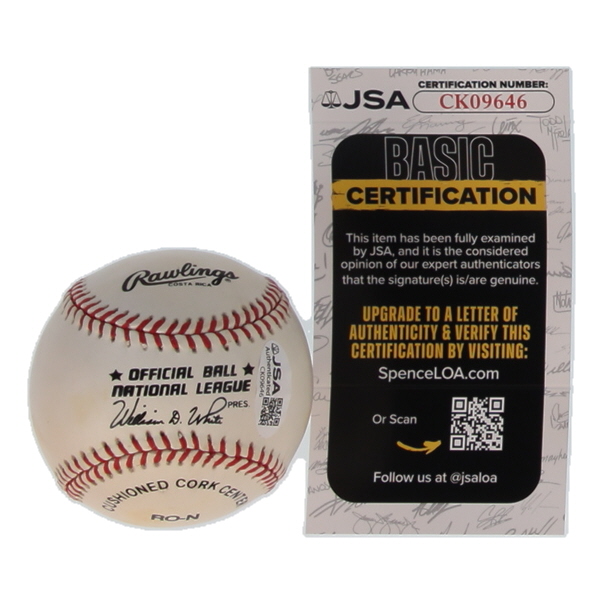 Rawlings
COSTA RICA
★ OFFICIAL BALL ★
NATIONAL LEAGUE
William D. White PRES.
CUSHIONED CORK CENTER
RO-N
JSA
Authenticated
CK09646
JSA
CERTIFICATION NUMBER:
CK09646
BASIC
CERTIFICATION
This item has been fully examined
by JSA, and it is the considered
opinion of our expert authenticators
that the signature(s) is/are genuine.
UPGRADE TO A LETTER OF
AUTHENTICITY & VERIFY THIS
CERTIFICATION BY VISITING:
SpenceLOA.com
Or Scan
Follow us at @jsaloa